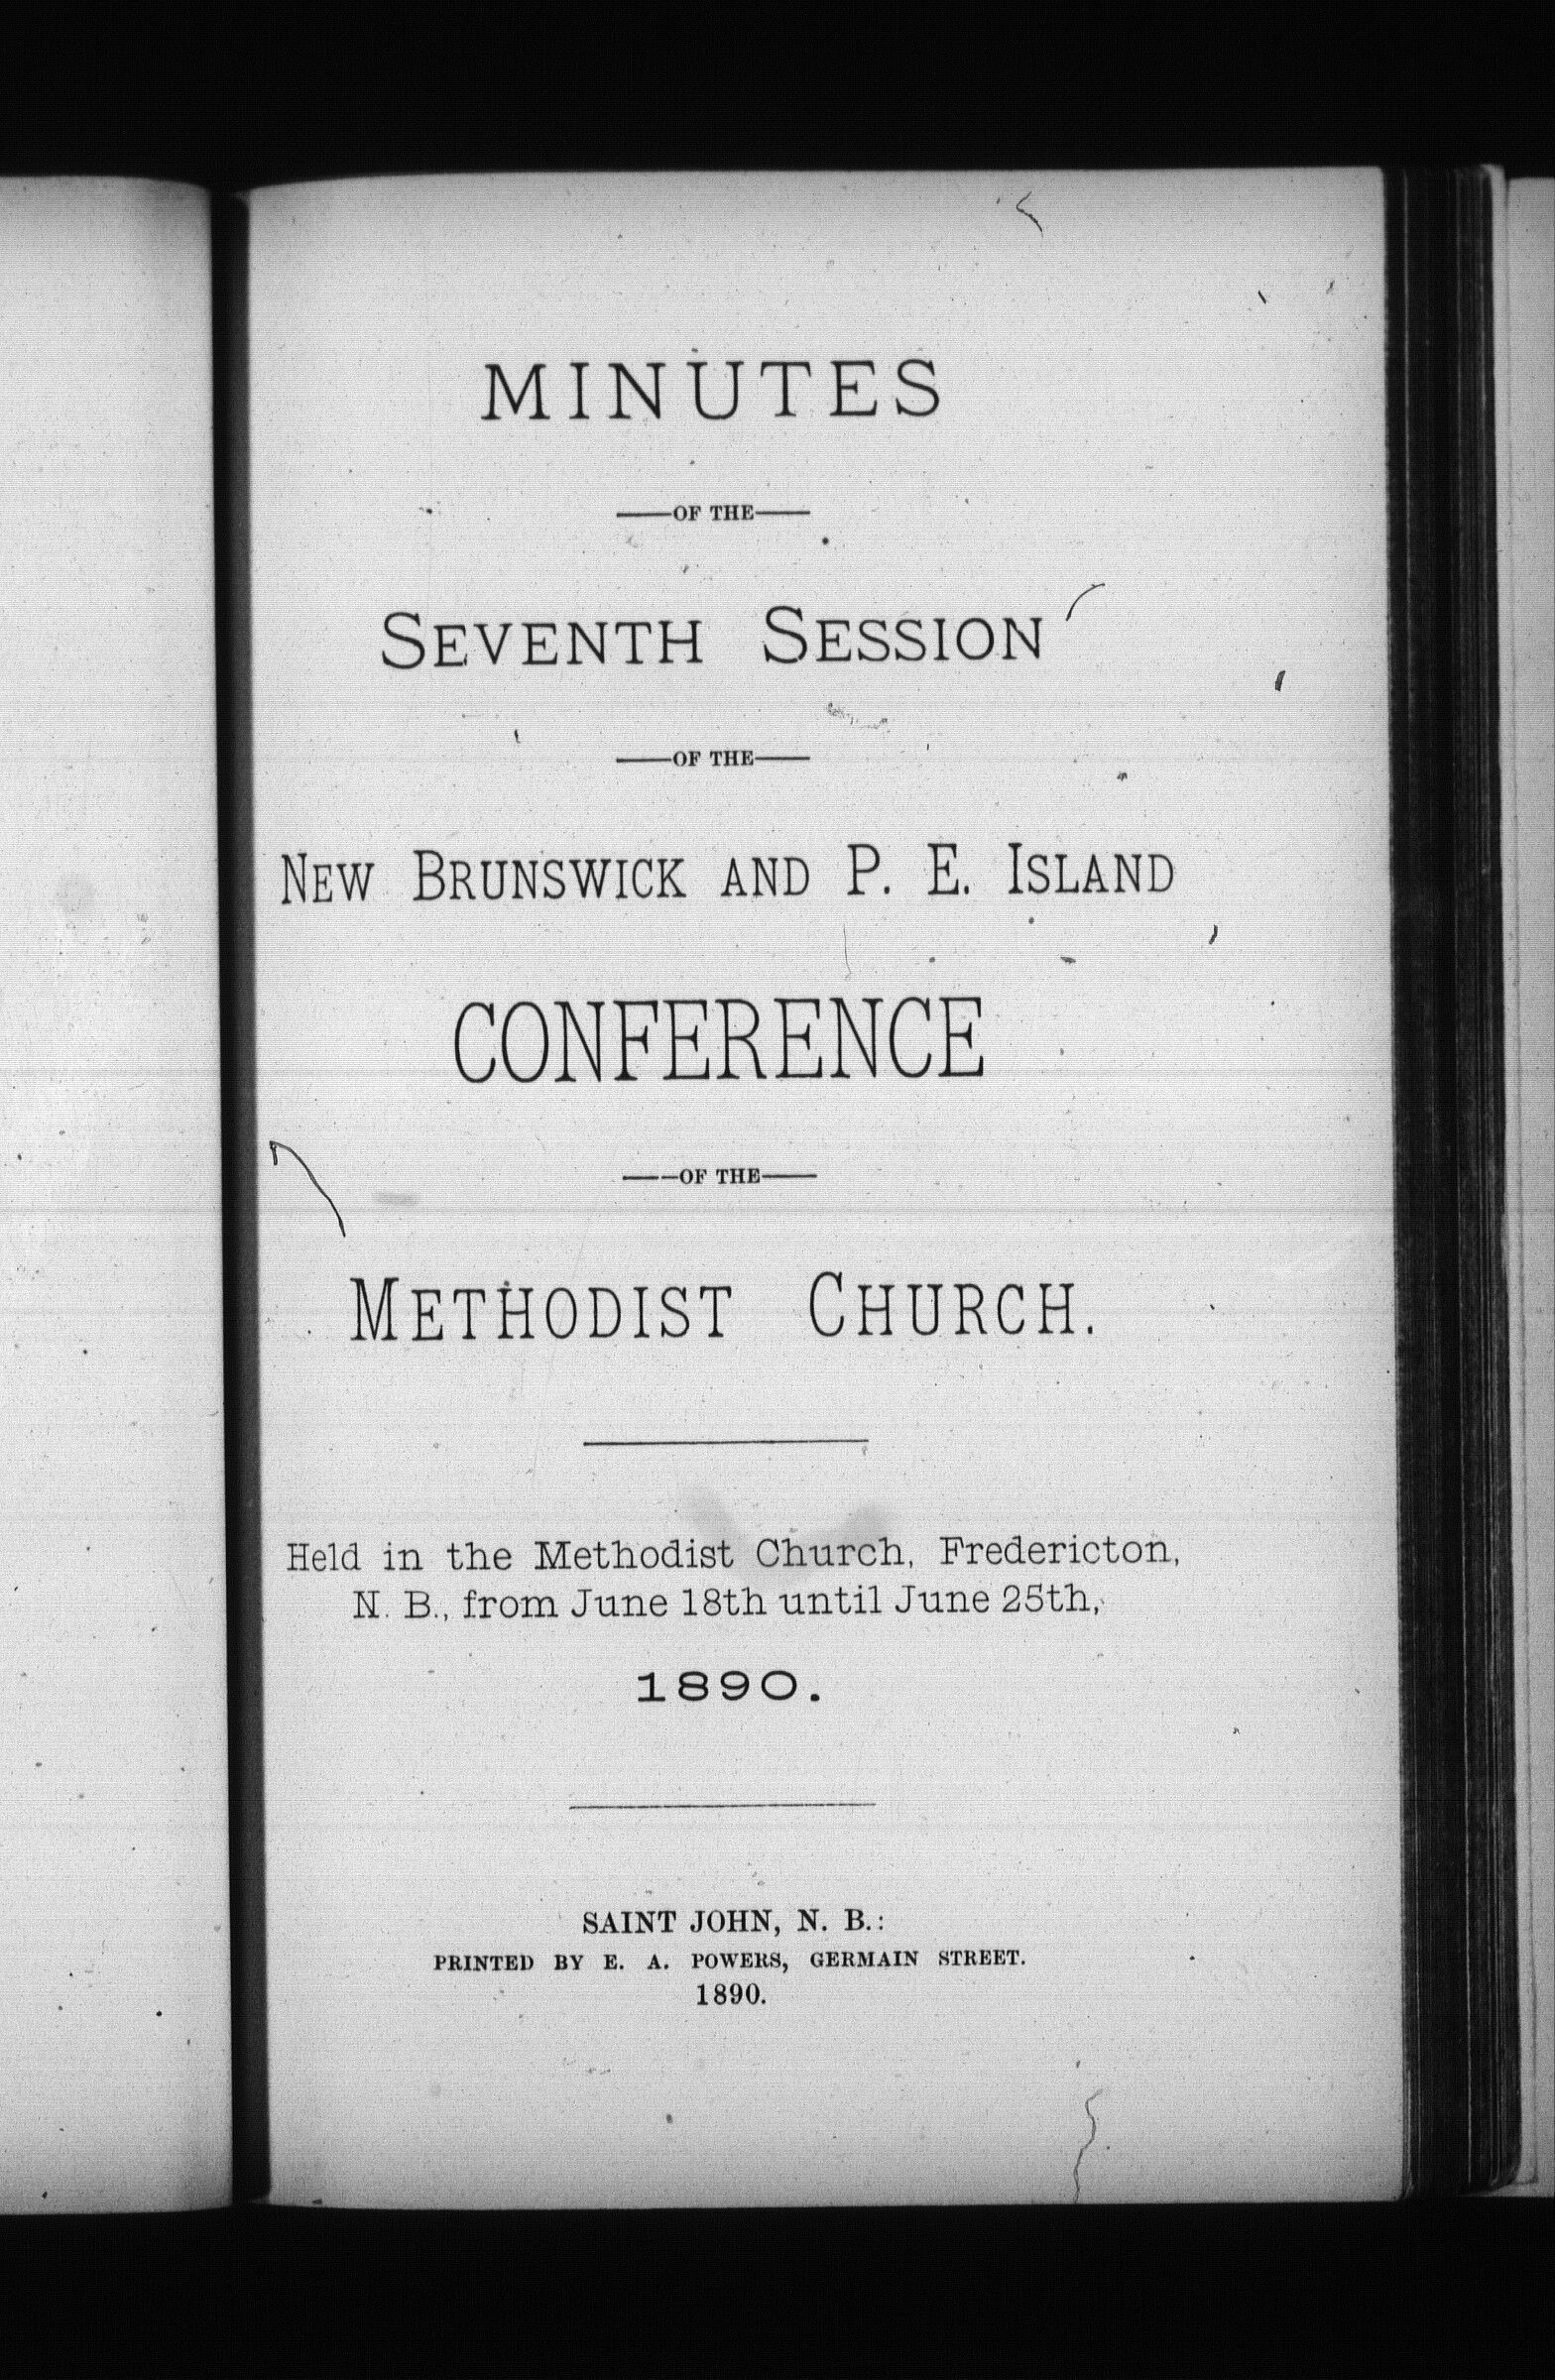 MINUTES
—OF THE—
SEVENTH SESSION
—OF THE—
NEW BRUNSWICK AND P. E. ISLAND
CONFERENCE
—OF THE—
METHODIST CHURCH.
Held in the Methodist Church, Fredericton,
N. B., from June 18th until June 25th,
1890.
SAINT JOHN, N. B.:
PRINTED BY E. A. POWERS, GERMAIN STREET.
1890.